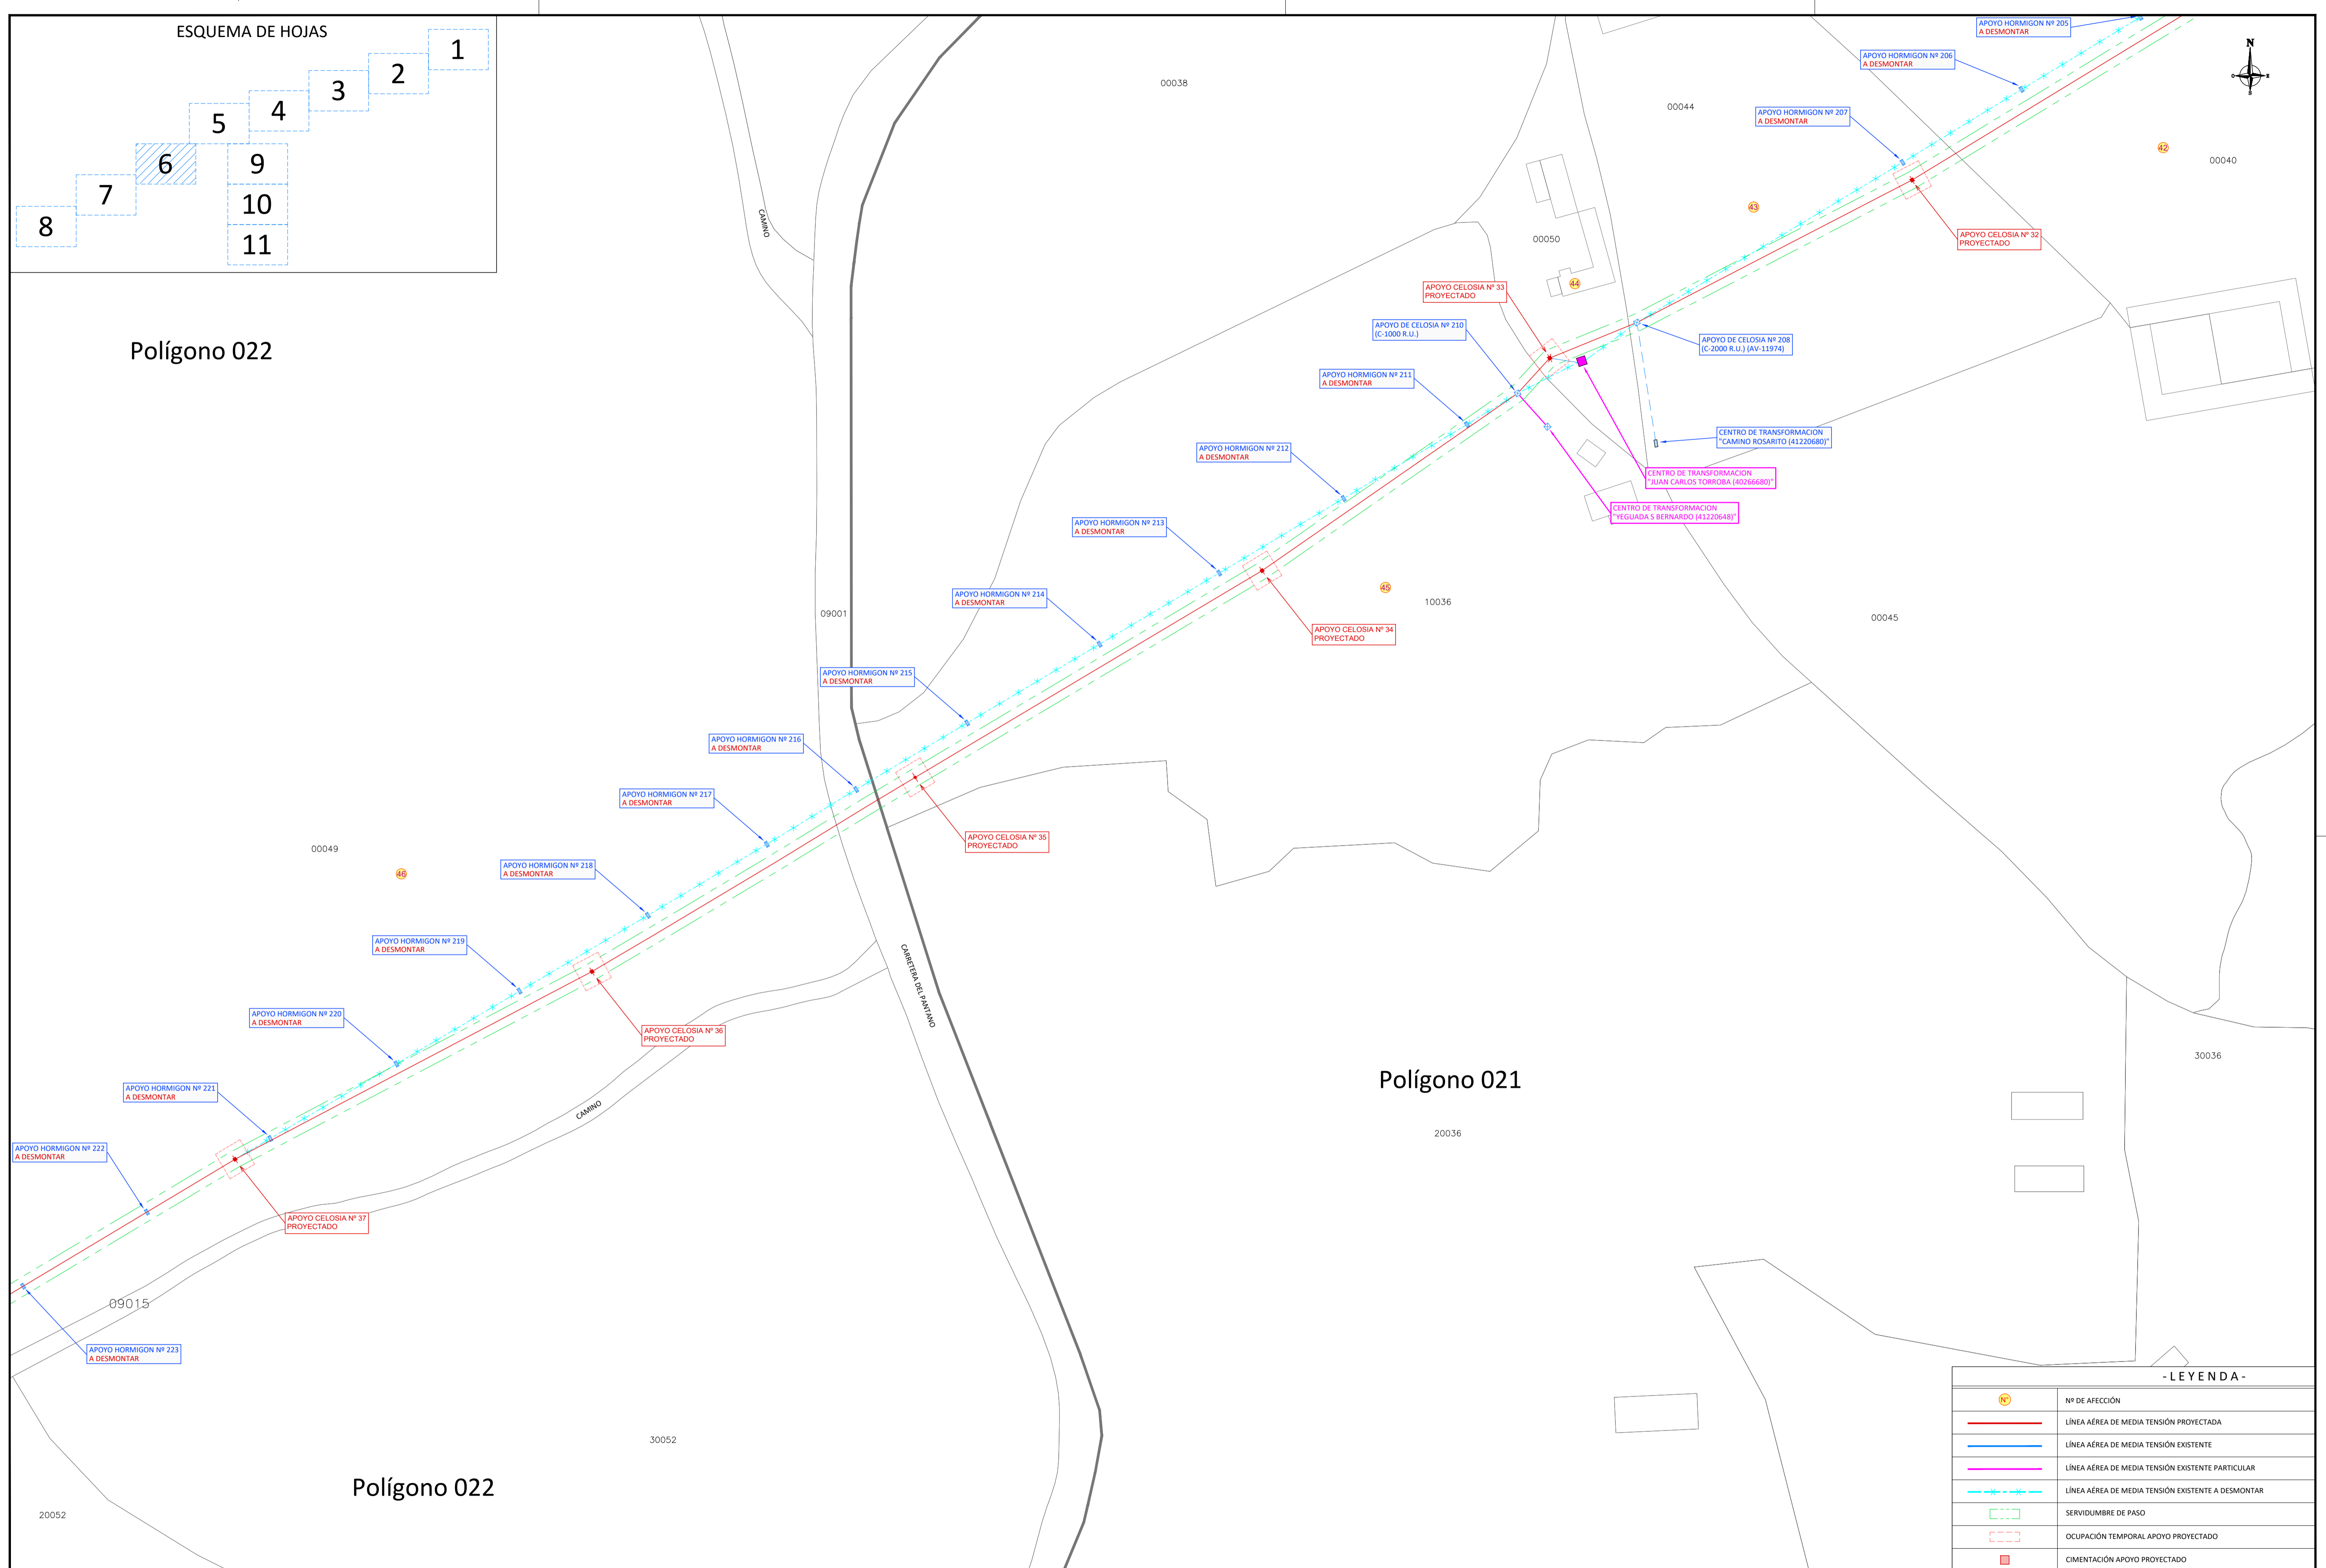 ESQUEMA DE HOJAS
1
2
3
4
5
6
9
7
10
8
11
Polígono 022
00038
CAMINO
00044
00050
APOYO HORMIGON Nº 205
A DESMONTAR
APOYO HORMIGON Nº 206
A DESMONTAR
APOYO HORMIGON Nº 207
A DESMONTAR
N
S
42
00040
43
APOYO CELOSIA Nº 32
PROYECTADO
44
APOYO CELOSIA Nº 33
PROYECTADO
APOYO DE CELOSIA Nº 210
(C-1000 R.U.)
APOYO DE CELOSIA Nº 208
(C-2000 R.U.) (AV-11974)
APOYO HORMIGON Nº 211
A DESMONTAR
CENTRO DE TRANSFORMACION
"CAMINO ROSARITO (41220680)"
APOYO HORMIGON Nº 212
A DESMONTAR
CENTRO DE TRANSFORMACION
"JUAN CARLOS TORROBA (40266680)"
CENTRO DE TRANSFORMACION
"YEGUADA S BERNARDO (41220648)"
APOYO HORMIGON Nº 213
A DESMONTAR
APOYO HORMIGON Nº 214
A DESMONTAR
45
10036
09001
00045
APOYO CELOSIA Nº 34
PROYECTADO
APOYO HORMIGON Nº 215
A DESMONTAR
APOYO HORMIGON Nº 216
A DESMONTAR
APOYO HORMIGON Nº 217
A DESMONTAR
APOYO CELOSIA Nº 35
PROYECTADO
00049
46
APOYO HORMIGON Nº 218
A DESMONTAR
APOYO HORMIGON Nº 219
A DESMONTAR
CARRETERA DEL PANTANO
APOYO HORMIGON Nº 220
A DESMONTAR
APOYO CELOSIA Nº 36
PROYECTADO
30036
Polígono 021
APOYO HORMIGON Nº 221
A DESMONTAR
CAMINO
20036
APOYO HORMIGON Nº 222
A DESMONTAR
APOYO CELOSIA Nº 37
PROYECTADO
09015
APOYO HORMIGON Nº 223
A DESMONTAR
30052
Polígono 022
20052
-LEYENDA-
Nº
Nº DE AFECCIÓN
LÍNEA AÉREA DE MEDIA TENSIÓN PROYECTADA
LÍNEA AÉREA DE MEDIA TENSIÓN EXISTENTE
LÍNEA AÉREA DE MEDIA TENSIÓN EXISTENTE PARTICULAR
LÍNEA AÉREA DE MEDIA TENSIÓN EXISTENTE A DESMONTAR
SERVIDUMBRE DE PASO
OCUPACIÓN TEMPORAL APOYO PROYECTADO
CIMENTACIÓN APOYO PROYECTADO